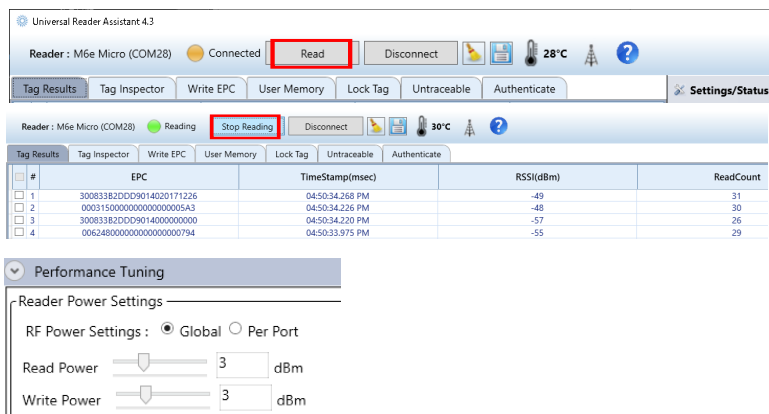 Universal Reader Assistant 4.3
Reader : M6e Micro (COM28) Connected Read Disconnect 28°C ?
Tag Results Tag Inspector Write EPC User Memory Lock Tag Untraceable Authenticate Settings/Status
Reader : M6e Micro (COM28) Reading Stop Reading Disconnect 30°C ?
Tag Results Tag Inspector Write EPC User Memory Lock Tag Untraceable Authenticate
# EPC TimeStamp(msec) RSSI(dBm) ReadCount
1 300833B2DDD9014020171226 04:50:34.268 PM -49 31
2 000315000000000000005A3 04:50:34.226 PM -48 30
3 300833B2DDD9014000000000 04:50:34.220 PM -57 26
4 006248000000000000000794 04:50:33.975 PM -55 29
Performance Tuning
Reader Power Settings
RF Power Settings : Global Per Port
Read Power 3 dBm
Write Power 3 dBm